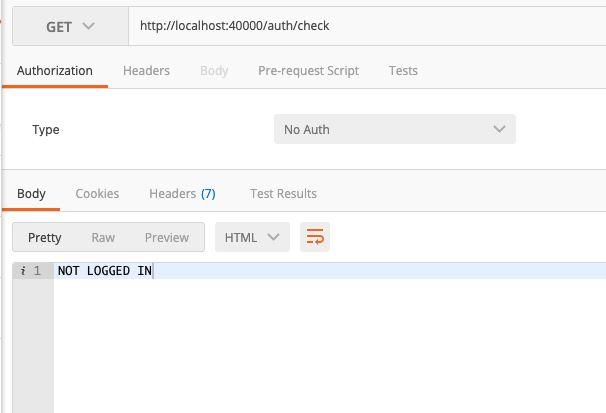 GET http://localhost:40000/auth/check
Authorization Headers Body Pre-request Script Tests
Type No Auth
Body Cookies Headers (7) Test Results
Pretty Raw Preview HTML
i 1 NOT LOGGED IN